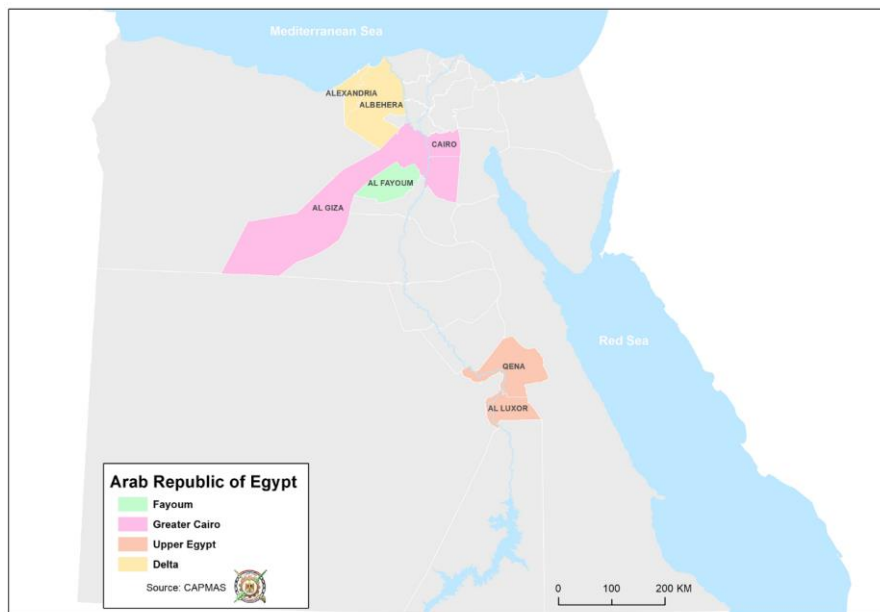 Mediterranean Sea
ALEXANDRIA
ALBEHERA
CAIRO
AL FAYOUM
AL GIZA
Red Sea
QENA
AL LUXOR
Arab Republic of Egypt
Fayoum
Greater Cairo
Upper Egypt
Delta
Source: CAPMAS
0 100 200 KM